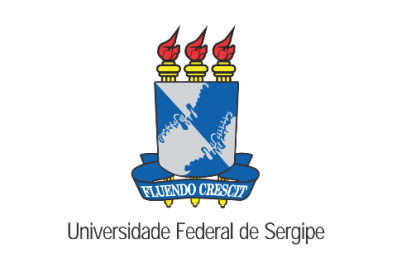 FLUENDO CRESCIT
Universidade Federal de Sergipe